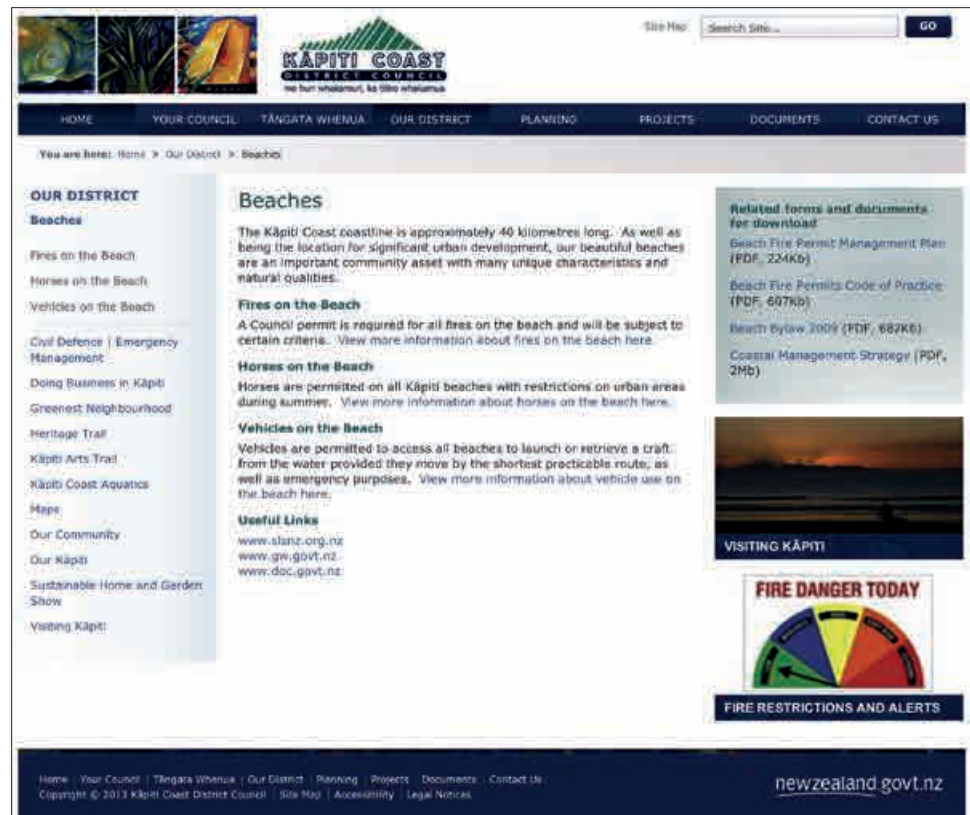 Site Map
Search Site...
GO
KĀPITI COAST
DISTRICT COUNCIL
me huri whakamuri, ka titiro whakamua
HOME
YOUR COUNCIL
TĀNGATA WHENUA
OUR DISTRICT
PLANNING
PROJECTS
DOCUMENTS
CONTACT US
You are here: Home > Our District > Beaches
OUR DISTRICT
Beaches
Fires on the Beach
Horses on the Beach
Vehicles on the Beach
Civil Defence | Emergency
Management
Doing Business in Kāpiti
Greenest Neighbourhood
Heritage Trail
Kāpiti Arts Trail
Kāpiti Coast Aquatics
Maps
Our Community
Our Kāpiti
Sustainable Home and Garden
Show
Visiting Kāpiti
Beaches
The Kāpiti Coast coastline is approximately 40 kilometres long. As well as
being the location for significant urban development, our beautiful beaches
are an important community asset with many unique characteristics and
natural qualities.
Fires on the Beach
A Council permit is required for all fires on the beach and will be subject to
certain criteria. View more information about fires on the beach here.
Horses on the Beach
Horses are permitted on all Kāpiti beaches with restrictions on urban areas
during summer. View more information about horses on the beach here.
Vehicles on the Beach
Vehicles are permitted to access all beaches to launch or retrieve a craft
from the water provided they move by the shortest practicable route, as
well as emergency purposes. View more information about vehicle use on
the beach here.
Useful Links
www.slsnz.org.nz
www.gw.govt.nz
www.doc.govt.nz
Related forms and documents
for download
Beach Fire Permit Management Plan
(PDF, 224Kb)
Beach Fire Permits Code of Practice
(PDF, 607Kb)
Beach Bylaw 2009 (PDF, 682Kb)
Coastal Management Strategy (PDF,
2Mb)
VISITING KĀPITI
FIRE DANGER TODAY
FIRE RESTRICTIONS AND ALERTS
Home | Your Council | Tāngata Whenua | Our District | Planning | Projects | Documents | Contact Us
Copyright © 2013 Kāpiti Coast District Council | Site Map | Accessibility | Legal Notices
newzealand.govt.nz